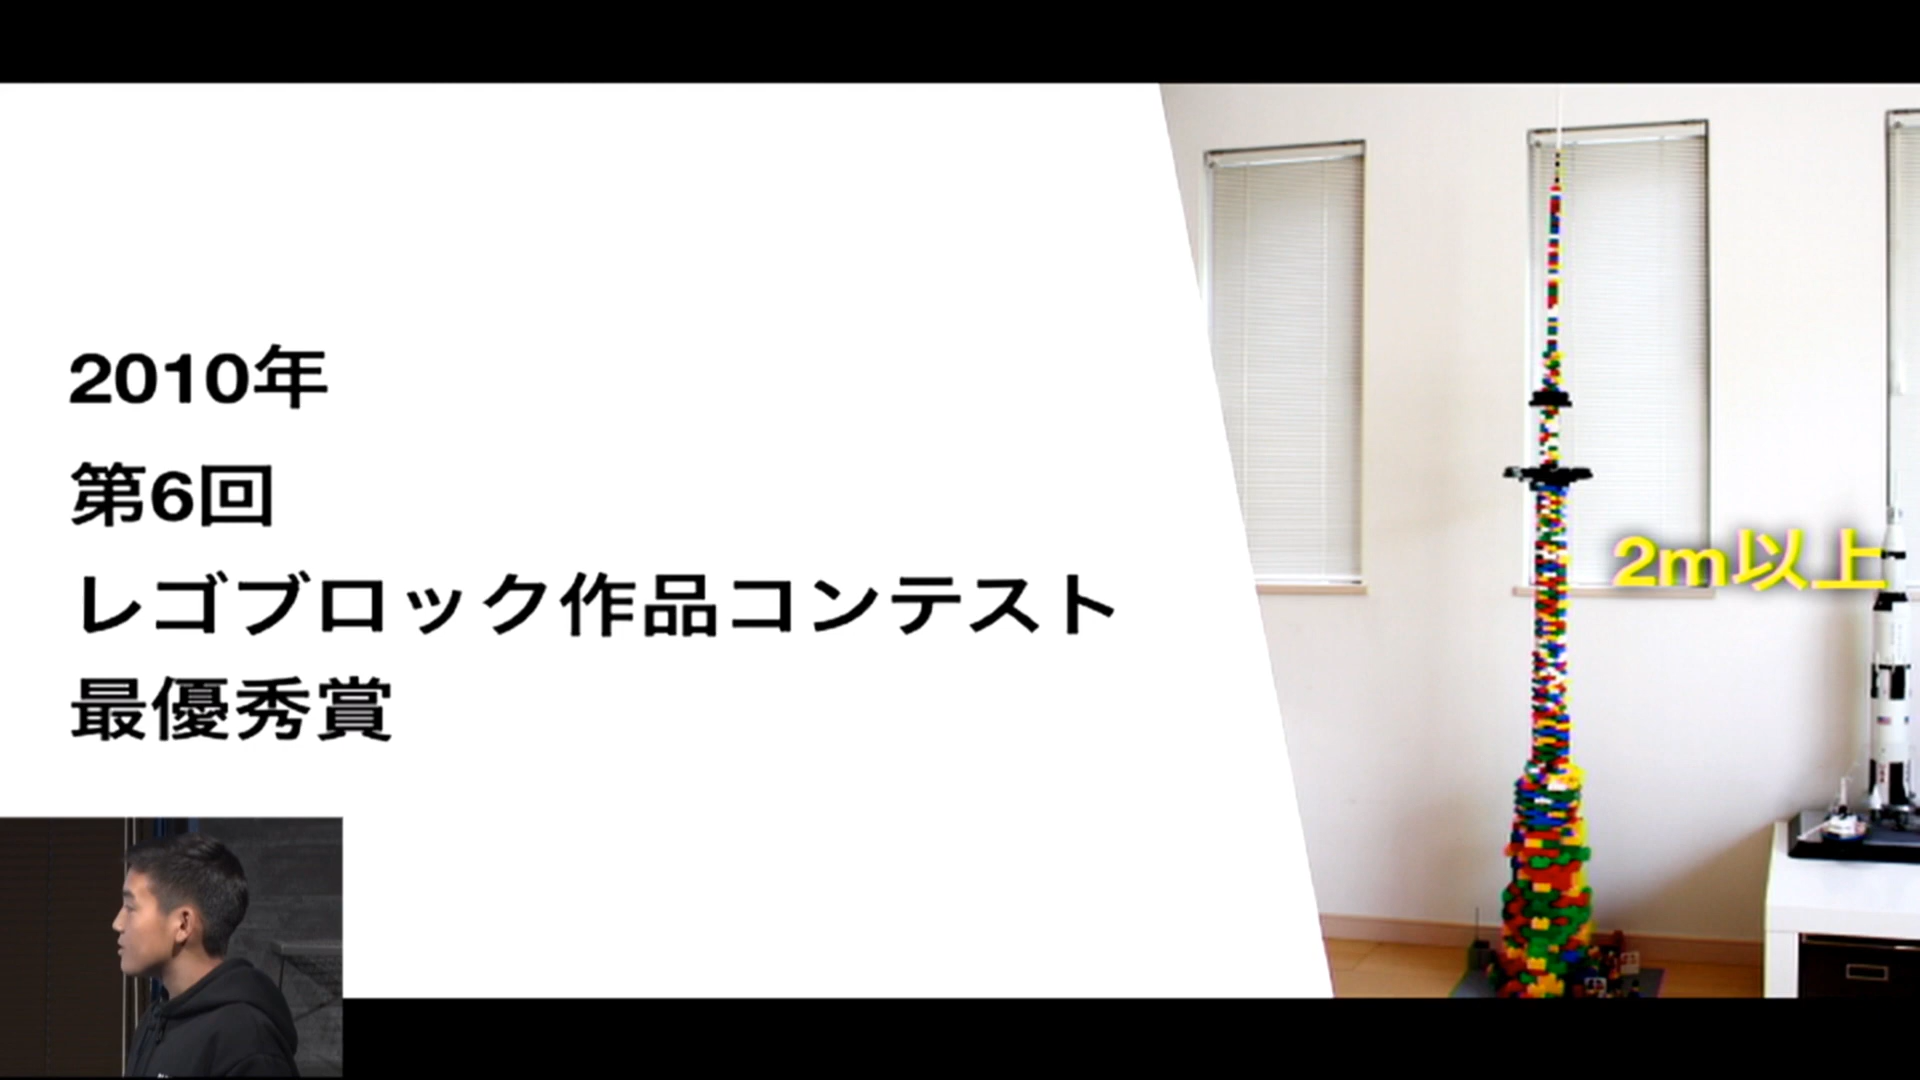 2010年
第6回
レゴブロック作品コンテスト
最優秀賞
2m以上